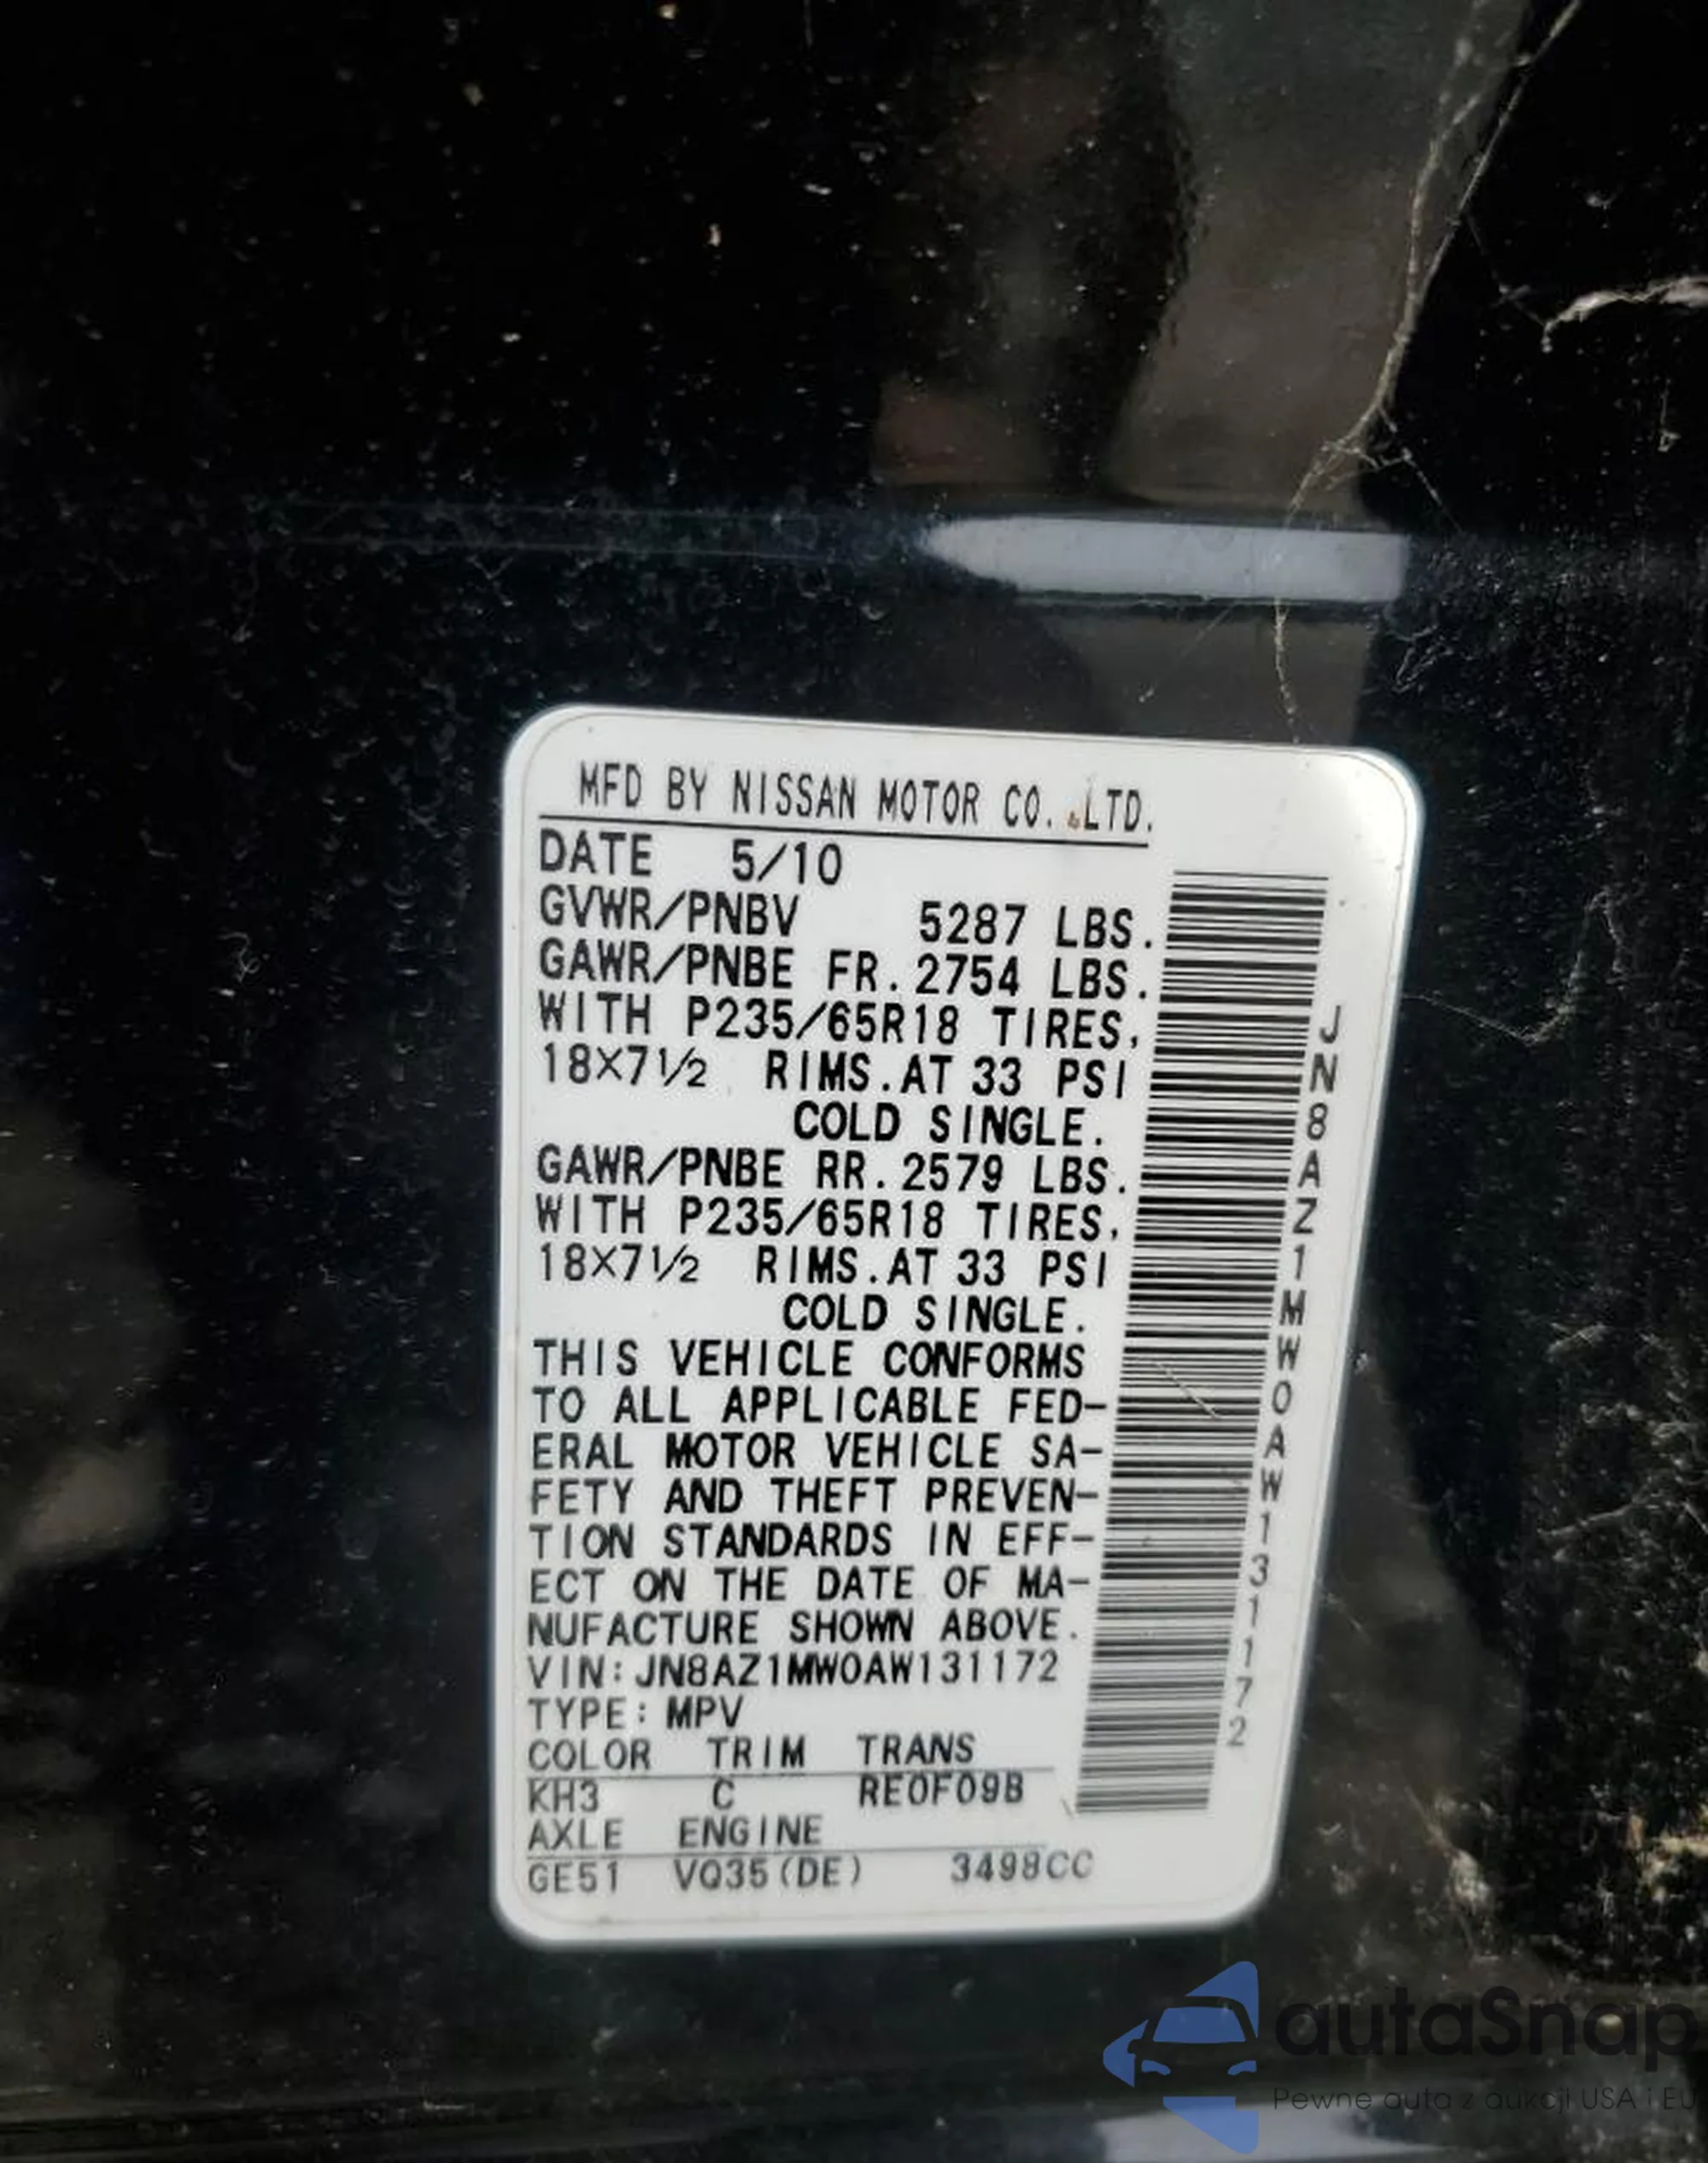 MFD BY NISSAN MOTOR CO. LTD.
DATE 5/10
GVWR/PNBV 5287 LBS.
GAWR/PNBE FR. 2754 LBS.
WITH P235/65R18 TIRES,
18X7½ RIMS. AT 33 PSI
COLD SINGLE.
GAWR/PNBE RR. 2579 LBS.
WITH P235/65R18 TIRES,
18X7½ RIMS. AT 33 PSI
COLD SINGLE.
THIS VEHICLE CONFORMS
TO ALL APPLICABLE FED-
ERAL MOTOR VEHICLE SA-
FETY AND THEFT PREVEN-
TION STANDARDS IN EFF-
ECT ON THE DATE OF MA-
NUFACTURE SHOWN ABOVE.
VIN: JN8AZ1MW0AW131172
TYPE: MPV
COLOR TRIM TRANS
KH3 C RE0F09B
AXLE ENGINE
GE51 VQ35(DE) 3498CC
JN8AZ1MW0AW131172
autaSnap
Pewne auta z aukcji USA i EU